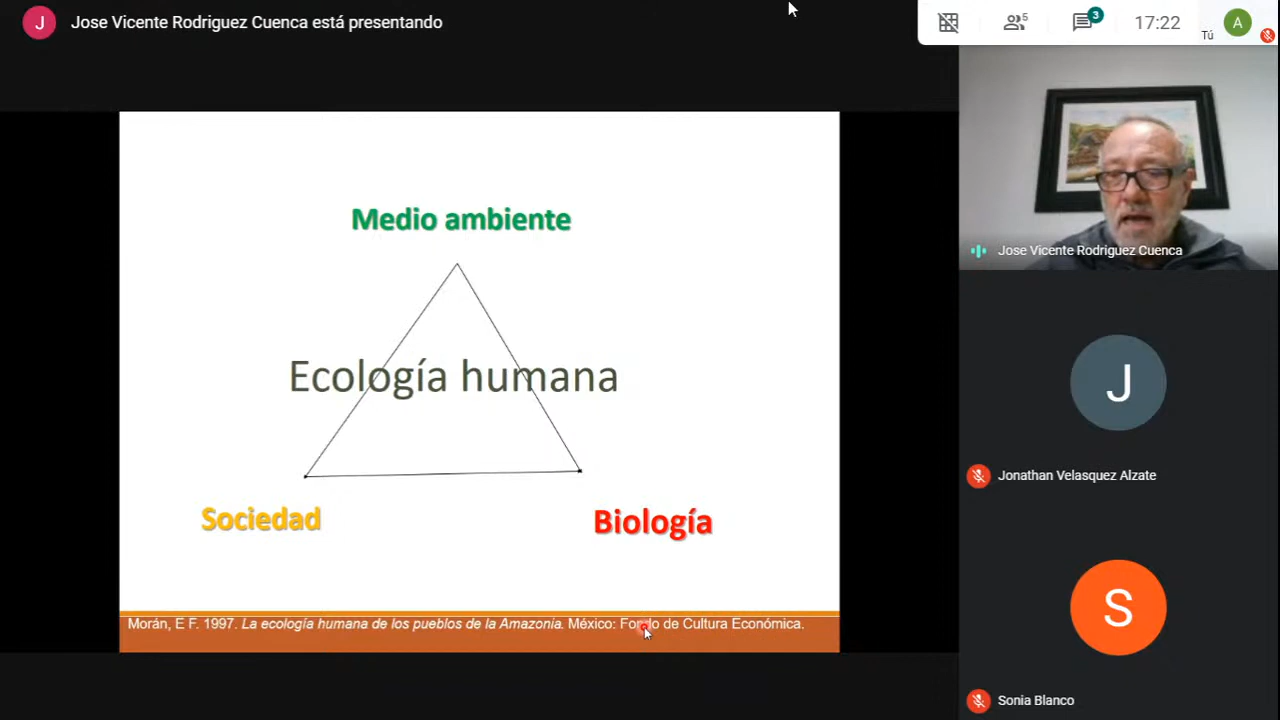 J
Jose Vicente Rodriguez Cuenca está presentando
5
3
17:22
Tú
A
Medio ambiente
Ecología humana
Sociedad
Biología
Morán, E F. 1997. La ecología humana de los pueblos de la Amazonia. México: Fondo de Cultura Económica.
Jose Vicente Rodriguez Cuenca
J
Jonathan Velasquez Alzate
S
Sonia Blanco